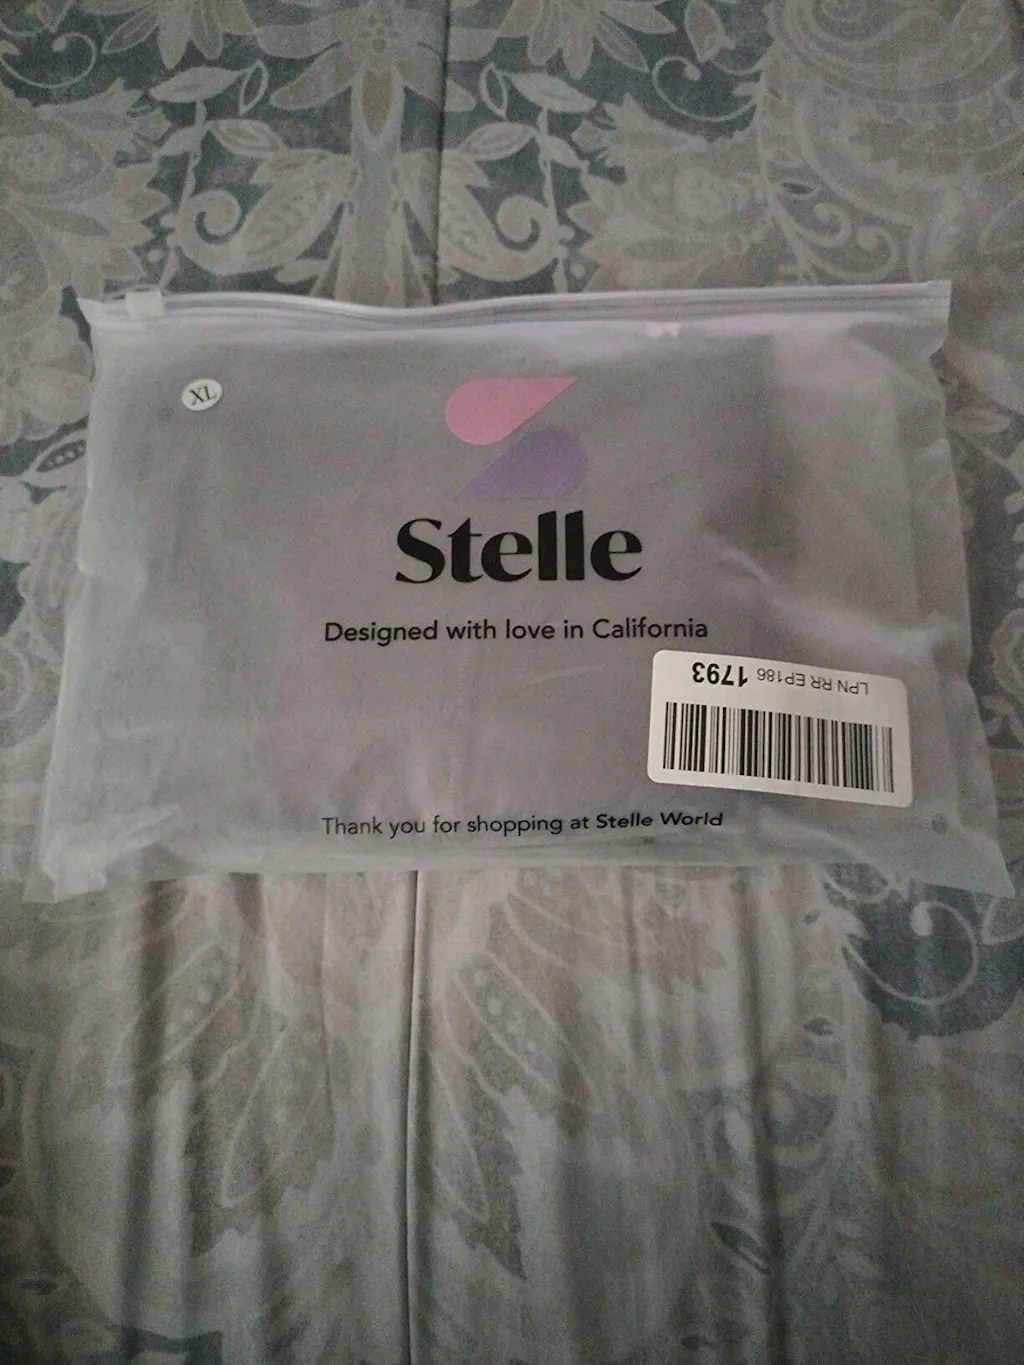 XL
Stelle
Designed with love in California
LPN RR EP186 1793
Thank you for shopping at Stelle World